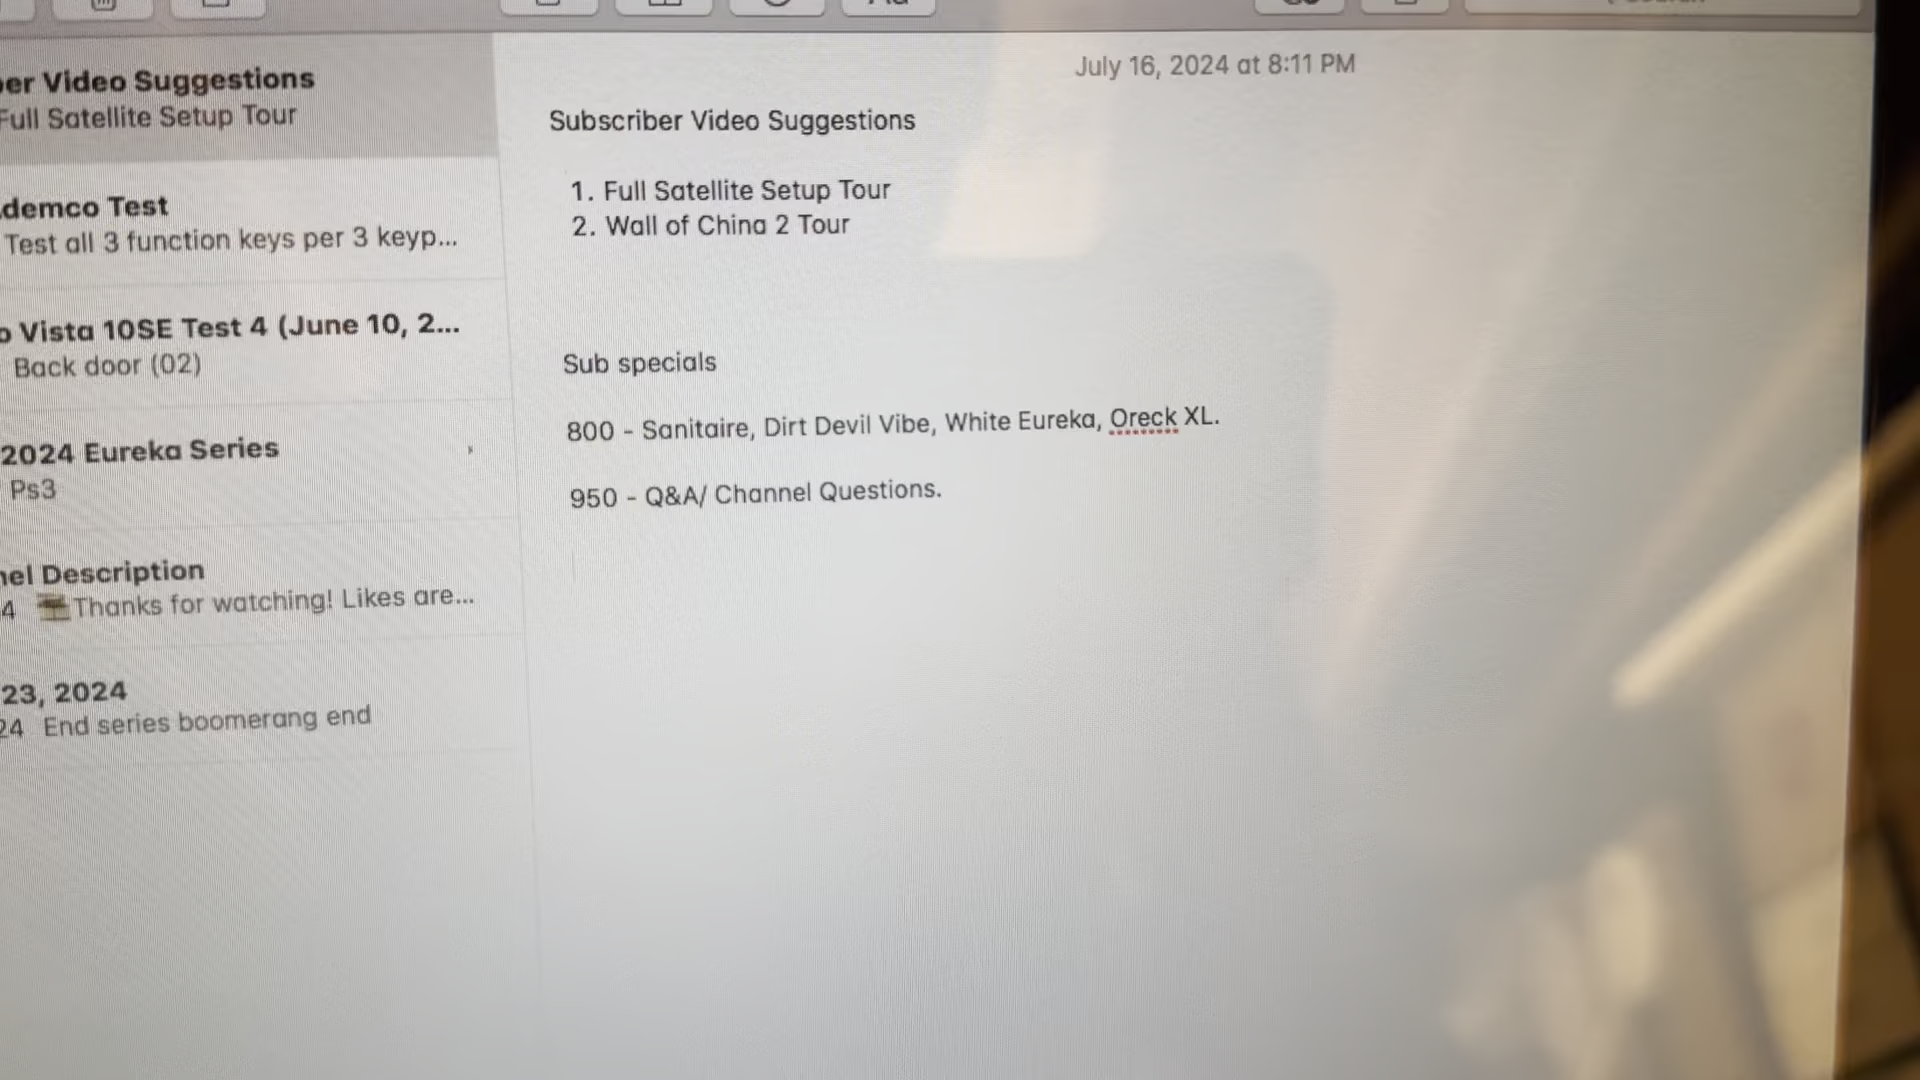 er Video Suggestions
Full Satellite Setup Tour
demco Test
Test all 3 function keys per 3 keyp...
o Vista 10SE Test 4 (June 10, 2...
Back door (02)
2024 Eureka Series
Ps3
nel Description
4 Thanks for watching! Likes are...
23, 2024
24 End series boomerang end
July 16, 2024 at 8:11 PM
Subscriber Video Suggestions
1. Full Satellite Setup Tour
2. Wall of China 2 Tour
Sub specials
800 - Sanitaire, Dirt Devil Vibe, White Eureka, Oreck XL.
950 - Q&A/ Channel Questions.